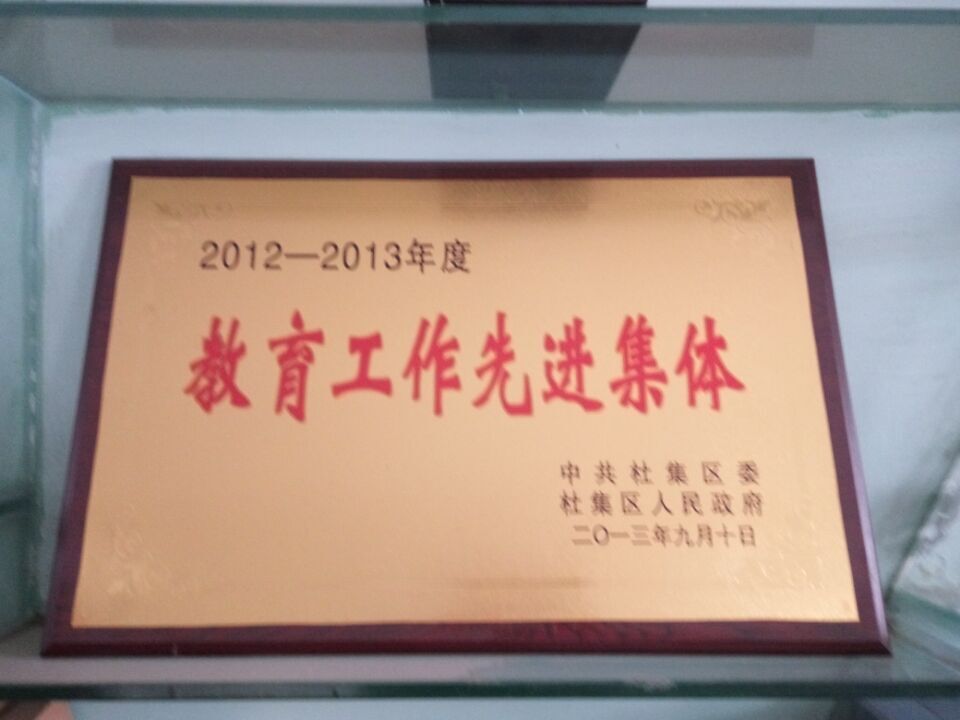 2012—2013年度
教育工作先进集体
中共杜集区委
杜集区人民政府
二〇一三年九月十日